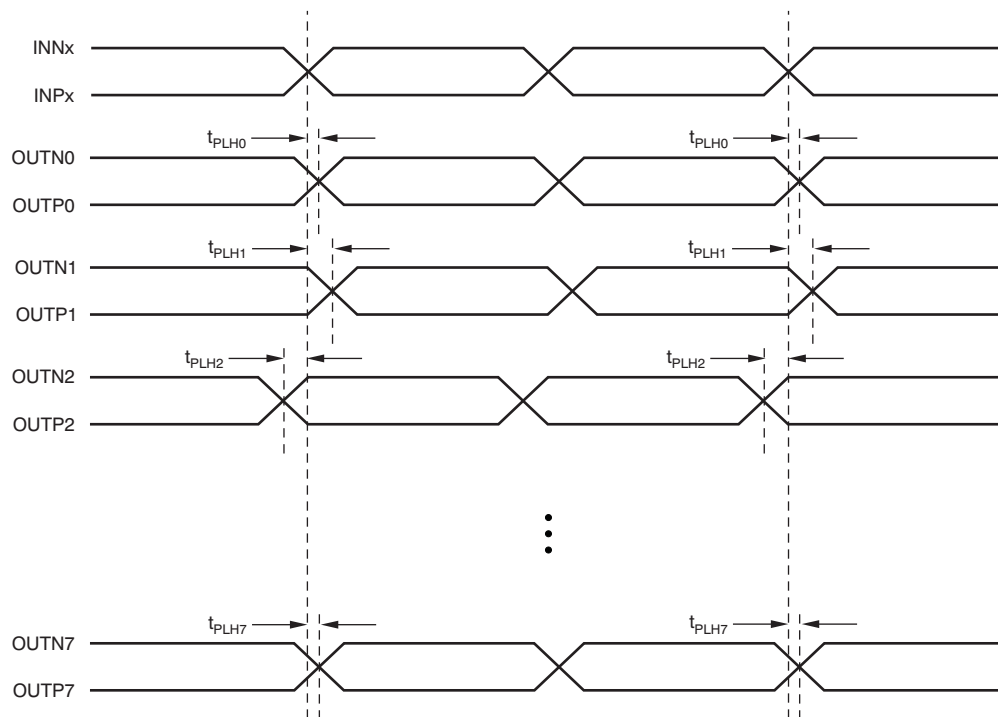 INNx
INPx
tPLH0 tPLH0
OUTN0
OUTP0
tPLH1 tPLH1
OUTN1
OUTP1
tPLH2 tPLH2
OUTN2
OUTP2
tPLH7 tPLH7
OUTN7
OUTP7